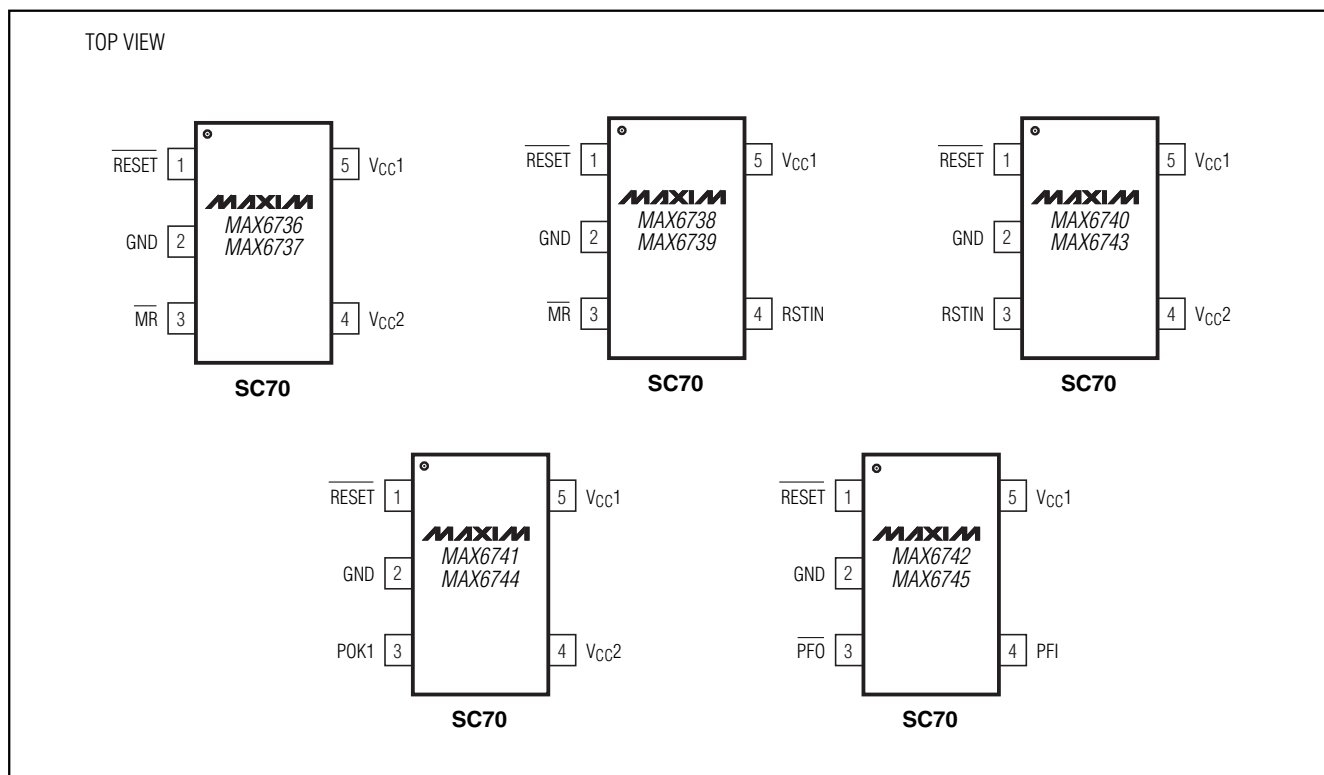 TOP VIEW
RESET 1 5 VCC1
MAXIM
MAX6736
MAX6737
GND 2
MR 3 4 VCC2
SC70
RESET 1 5 VCC1
MAXIM
MAX6738
MAX6739
GND 2
MR 3 4 RSTIN
SC70
RESET 1 5 VCC1
MAXIM
MAX6740
MAX6743
GND 2
RSTIN 3 4 VCC2
SC70
RESET 1 5 VCC1
MAXIM
MAX6741
MAX6744
GND 2
POK1 3 4 VCC2
SC70
RESET 1 5 VCC1
MAXIM
MAX6742
MAX6745
GND 2
PFO 3 4 PFI
SC70